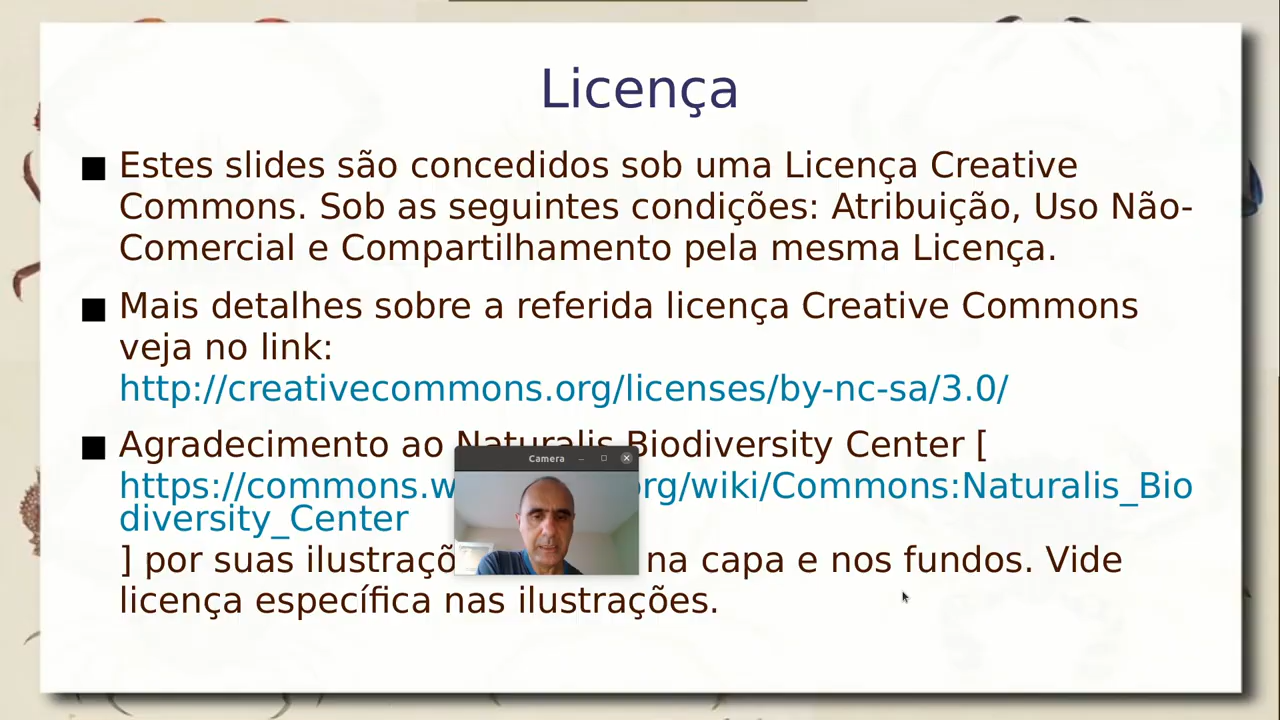 Licença
Estes slides são concedidos sob uma Licença Creative
Commons. Sob as seguintes condições: Atribuição, Uso Não-
Comercial e Compartilhamento pela mesma Licença.
Mais detalhes sobre a referida licença Creative Commons
veja no link:
http://creativecommons.org/licenses/by-nc-sa/3.0/
Agradecimento ao Naturalis Biodiversity Center [
Camera
https://commons.w org/wiki/Commons:Naturalis_Bio
diversity_Center
] por suas ilustraçõ na capa e nos fundos. Vide
licença específica nas ilustrações.